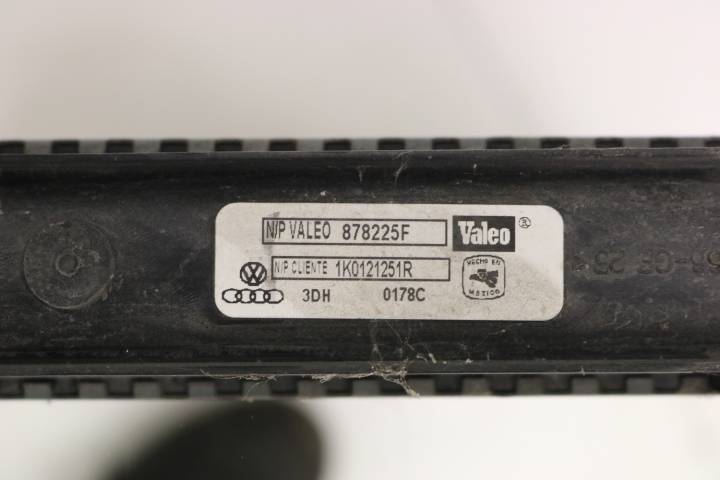 N/P VALEO 878225F Valeo ®
N/P CLIENTE 1K0121251R HECHO EN MEXICO
3DH 0178C